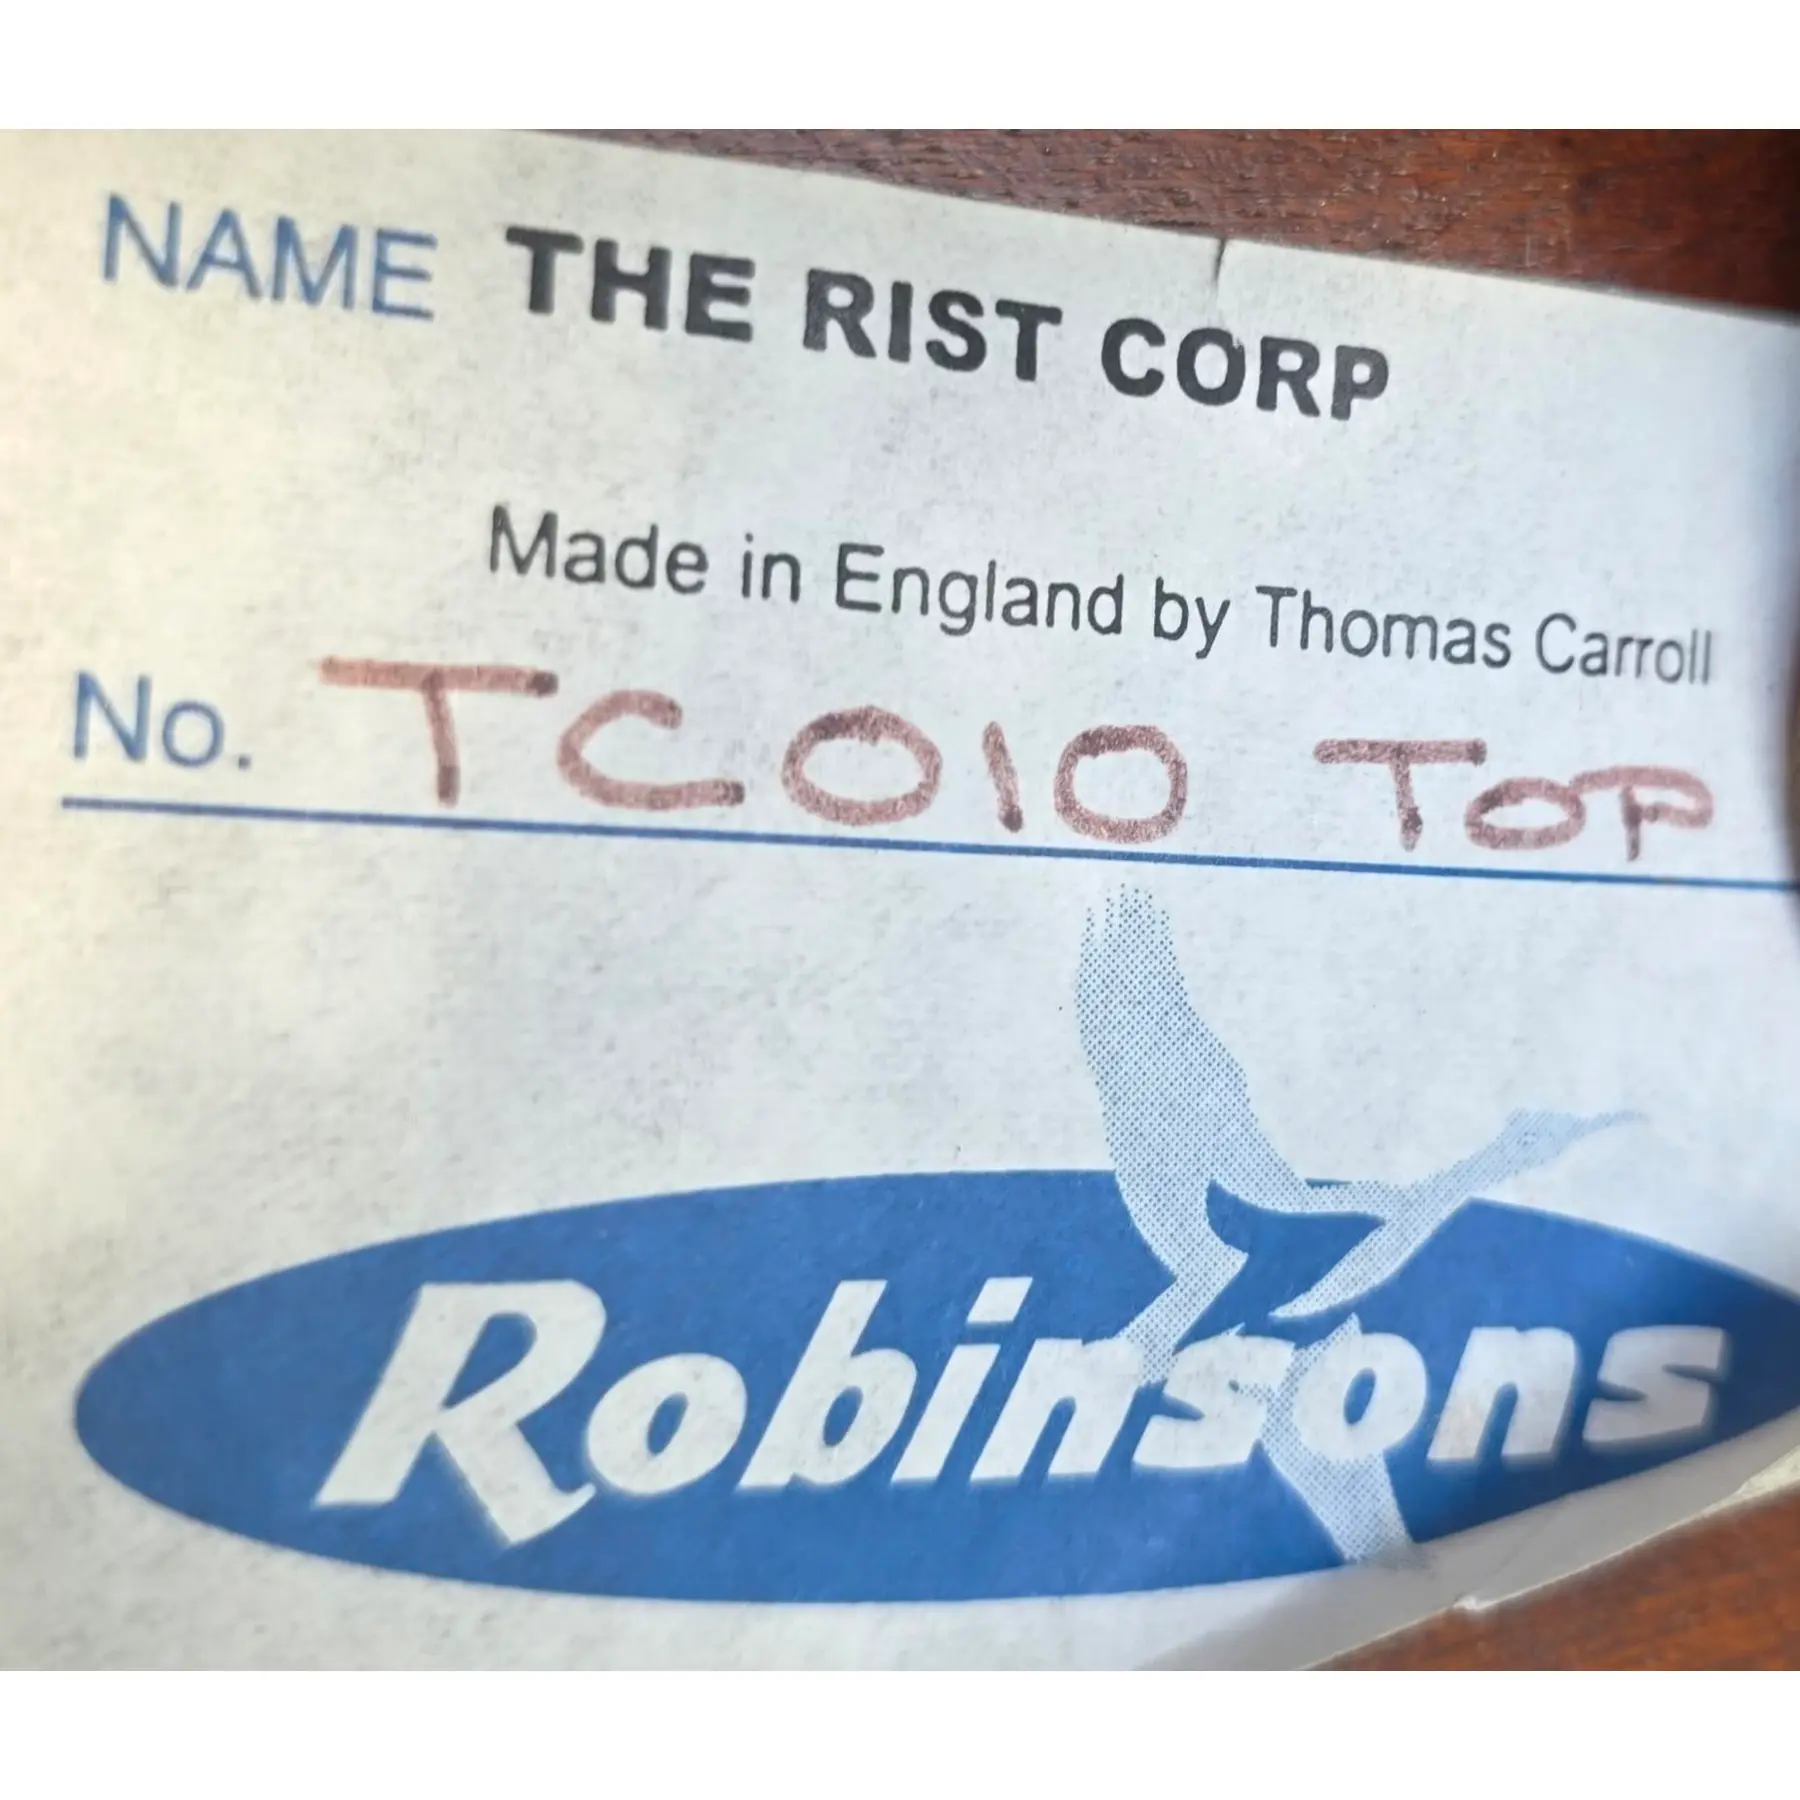 NAME THE RIST CORP
Made in England by Thomas Carroll
No. TC010 TOP
Robinsons